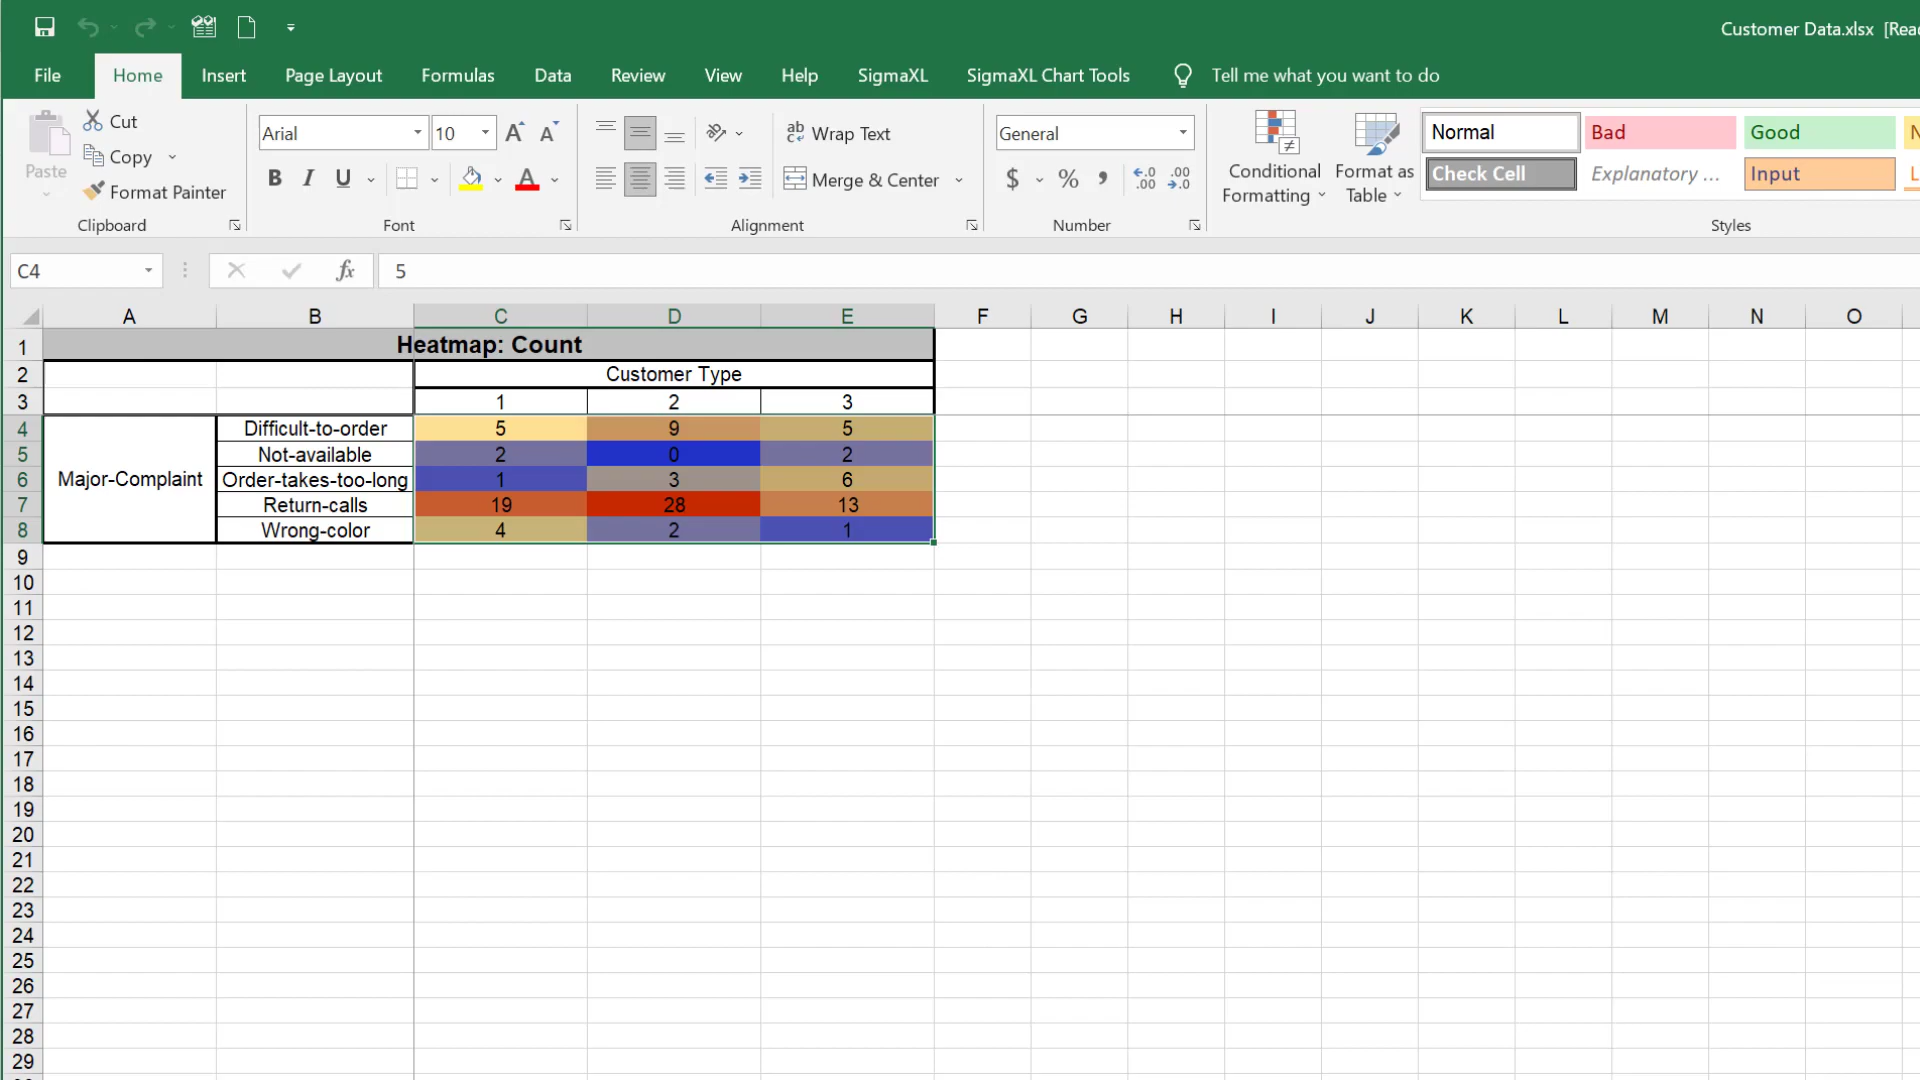 Customer Data.xlsx [Rea
File Home Insert Page Layout Formulas Data Review View Help SigmaXL SigmaXL Chart Tools Tell me what you want to do
Paste
Cut
Copy
Format Painter
Clipboard
Arial 10
B I U A
Font
ab Wrap Text
Merge & Center
Alignment
General
$ % ,
Number
Conditional
Formatting
Format as
Table
Normal Bad Good N
Check Cell Explanatory ... Input L
Styles
C4 fx 5
A B C D E F G H I J K L M N O
1 Heatmap: Count
2 Customer Type
3 1 2 3
4 Difficult-to-order 5 9 5
5 Not-available 2 0 2
6 Major-Complaint Order-takes-too-long 1 3 6
7 Return-calls 19 28 13
8 Wrong-color 4 2 1
9
10
11
12
13
14
15
16
17
18
19
20
21
22
23
24
25
26
27
28
29